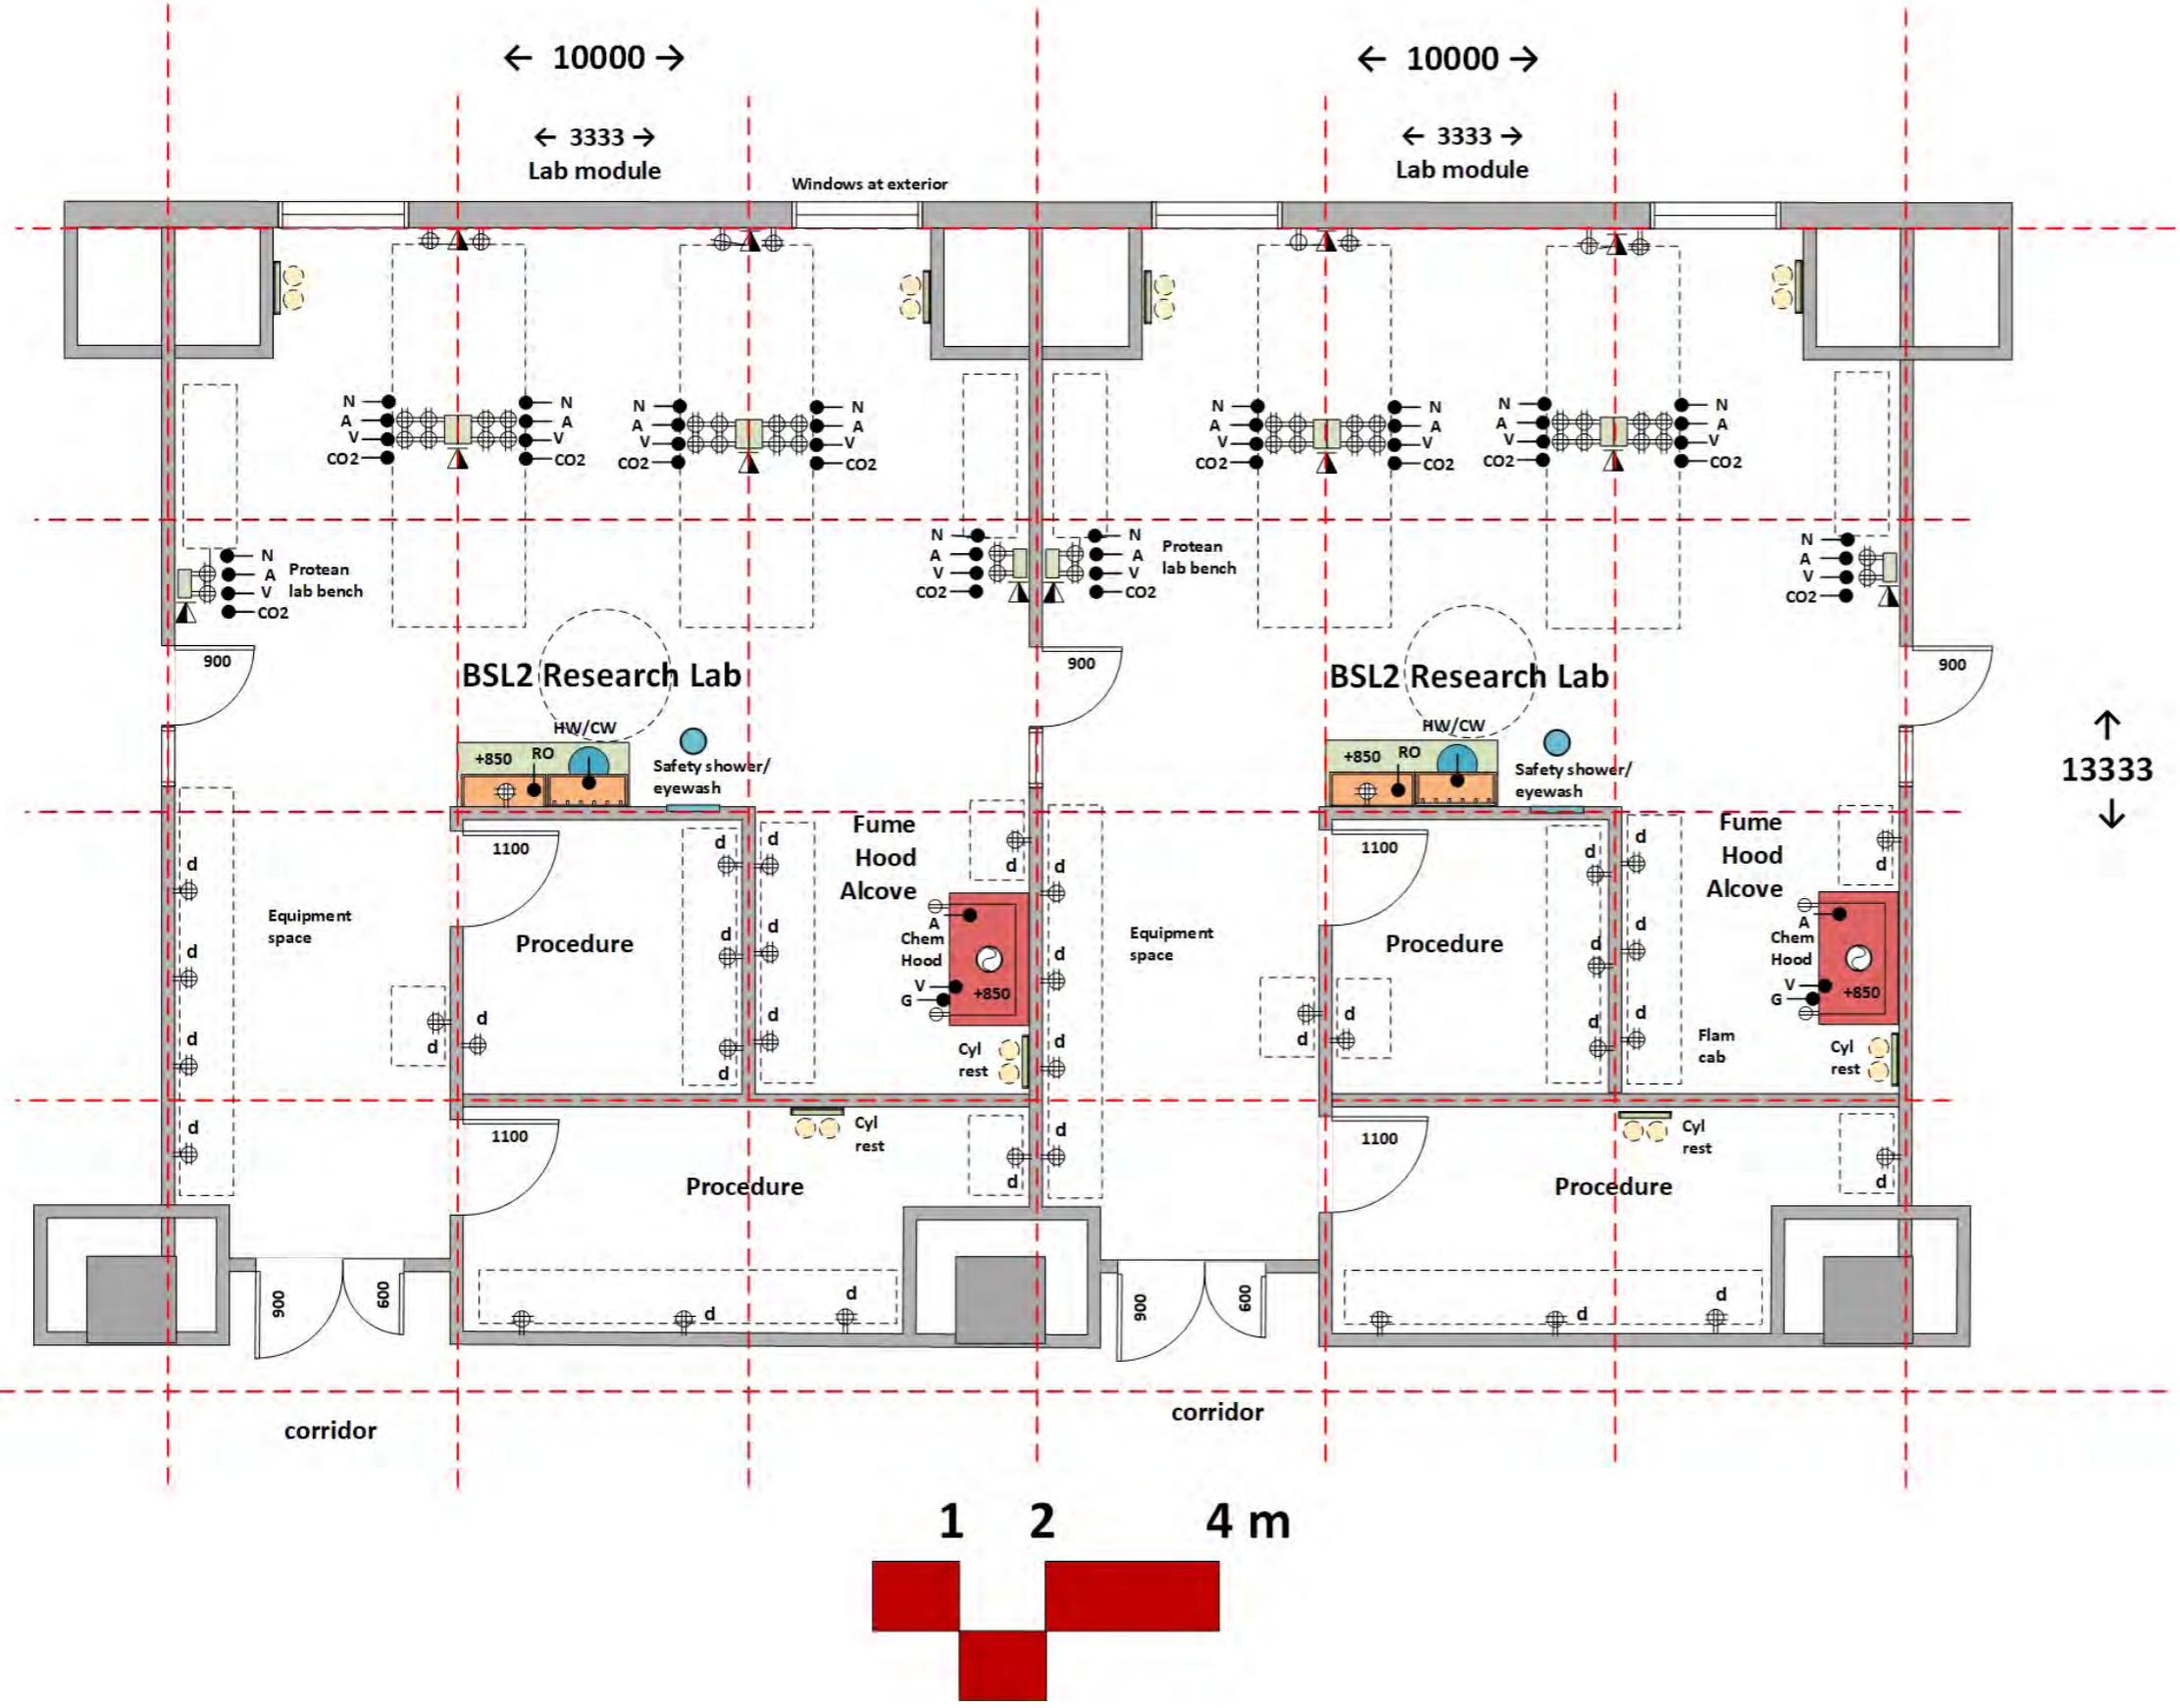 ← 10000 →
← 10000 →
← 3333 →
Lab module
← 3333 →
Lab module
Windows at exterior
N
A
V
CO2
N
A
V
CO2
N
A
V
CO2
N
A
V
CO2
N
A
V
CO2
N
A
V
CO2
N
A
V
CO2
N
A
V
CO2
N
A
V
CO2
Protean
lab bench
N
A
V
CO2
N
A
V
CO2
Protean
lab bench
N
A
V
CO2
900
900
900
BSL2 Research Lab
BSL2 Research Lab
HW/CW
+850
RO
Safety shower/
eyewash
HW/CW
+850
RO
Safety shower/
eyewash
↑
13333
↓
Fume
Hood
Alcove
Fume
Hood
Alcove
1100
1100
d
d
d
d
d
d
d
d
Equipment
space
Procedure
d
d
d
d
d
d
d
d
A
Chem
Hood
V
G
+850
Cyl
rest
d
d
d
d
d
Equipment
space
Procedure
d
d
d
d
d
d
d
d
A
Chem
Hood
V
G
+850
Flam
cab
Cyl
rest
d
1100
Procedure
Cyl
rest
d
1100
Procedure
Cyl
rest
d
900
600
d
d
900
600
d
d
corridor
corridor
1 2 4 m